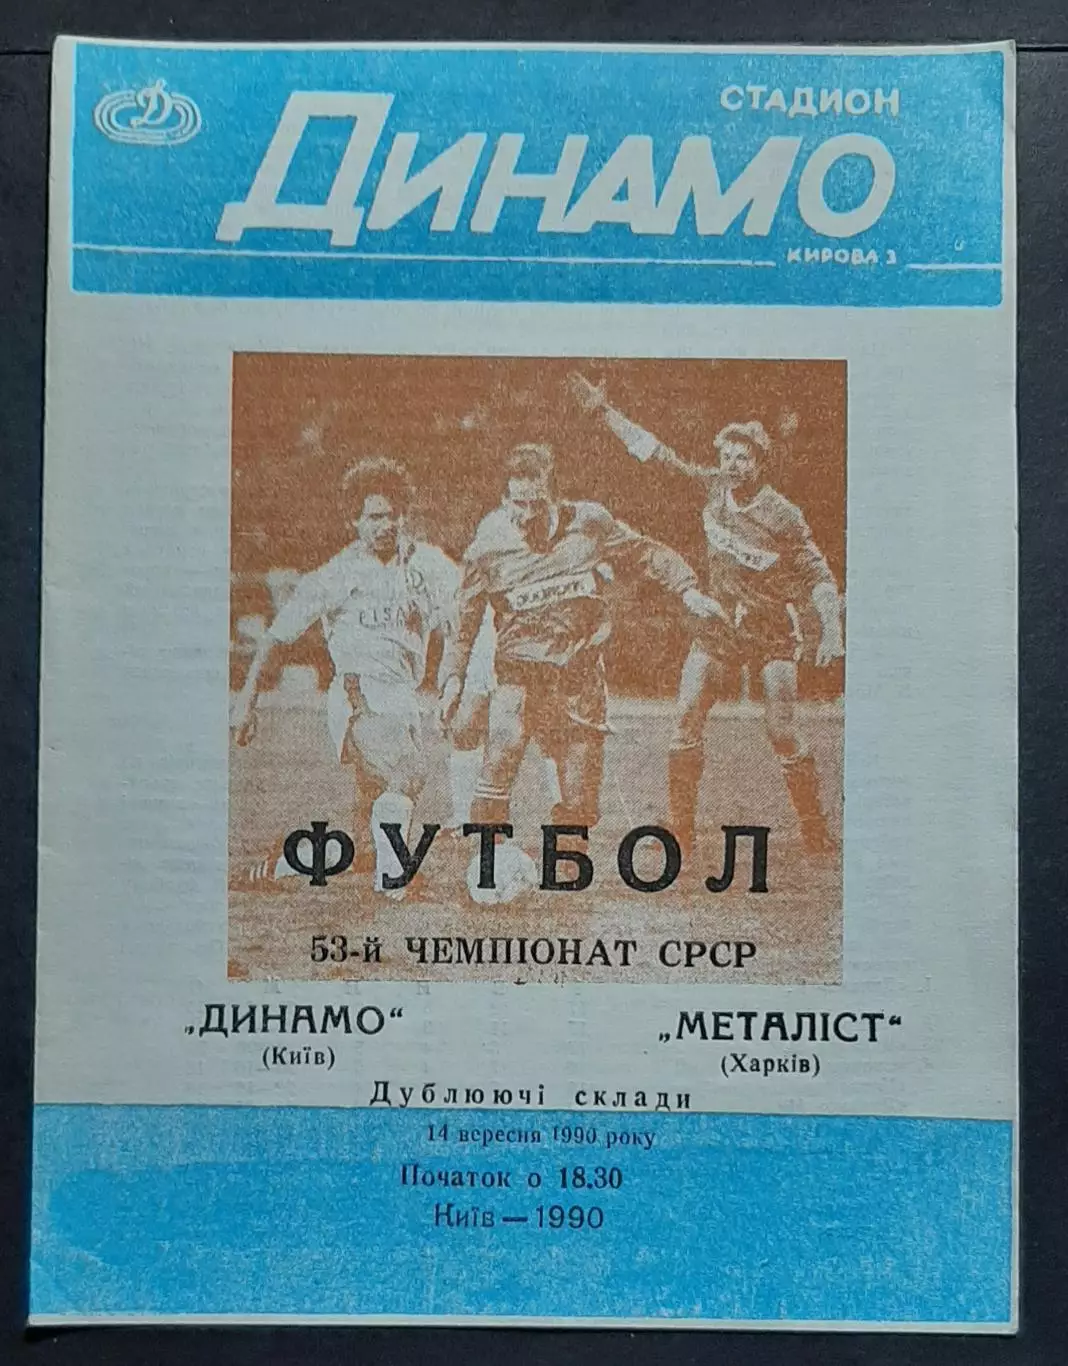 СТАДИОН
ДИНАМО
КИРОВА 3
PISA
ФУТБОЛ
53-й ЧЕМПІОНАТ СРСР
„ДИНАМО“ „МЕТАЛІСТ“
(Київ) (Харків)
Дублюючі склади
14 вересня 1990 року
Початок о 18.30
Київ — 1990